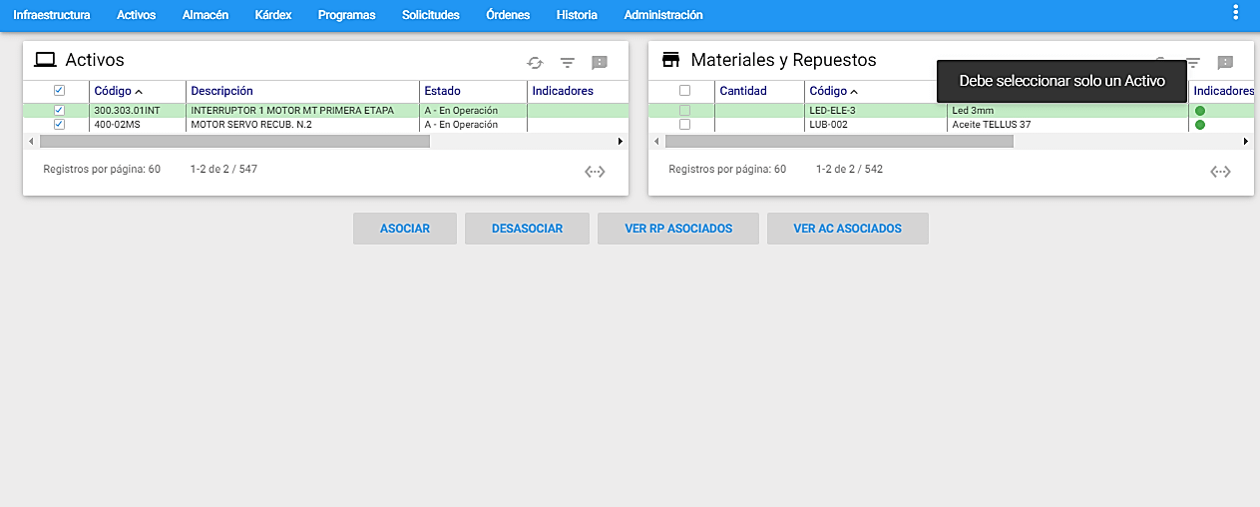 Infraestructura Activos Almacén Kárdex Programas Solicitudes Órdenes Historia Administración
Activos
Código Descripción Estado Indicadores
300.303.01INT INTERRUPTOR 1 MOTOR MT PRIMERA ETAPA A - En Operación
400-02MS MOTOR SERVO RECUB. N.2 A - En Operación
Registros por página: 60 1-2 de 2 / 547
Materiales y Repuestos
Debe seleccionar solo un Activo
Cantidad Código Indicadores
LED-ELE-3 Led 3mm
LUB-002 Aceite TELLUS 37
Registros por página: 60 1-2 de 2 / 542
ASOCIAR DESASOCIAR VER RP ASOCIADOS VER AC ASOCIADOS